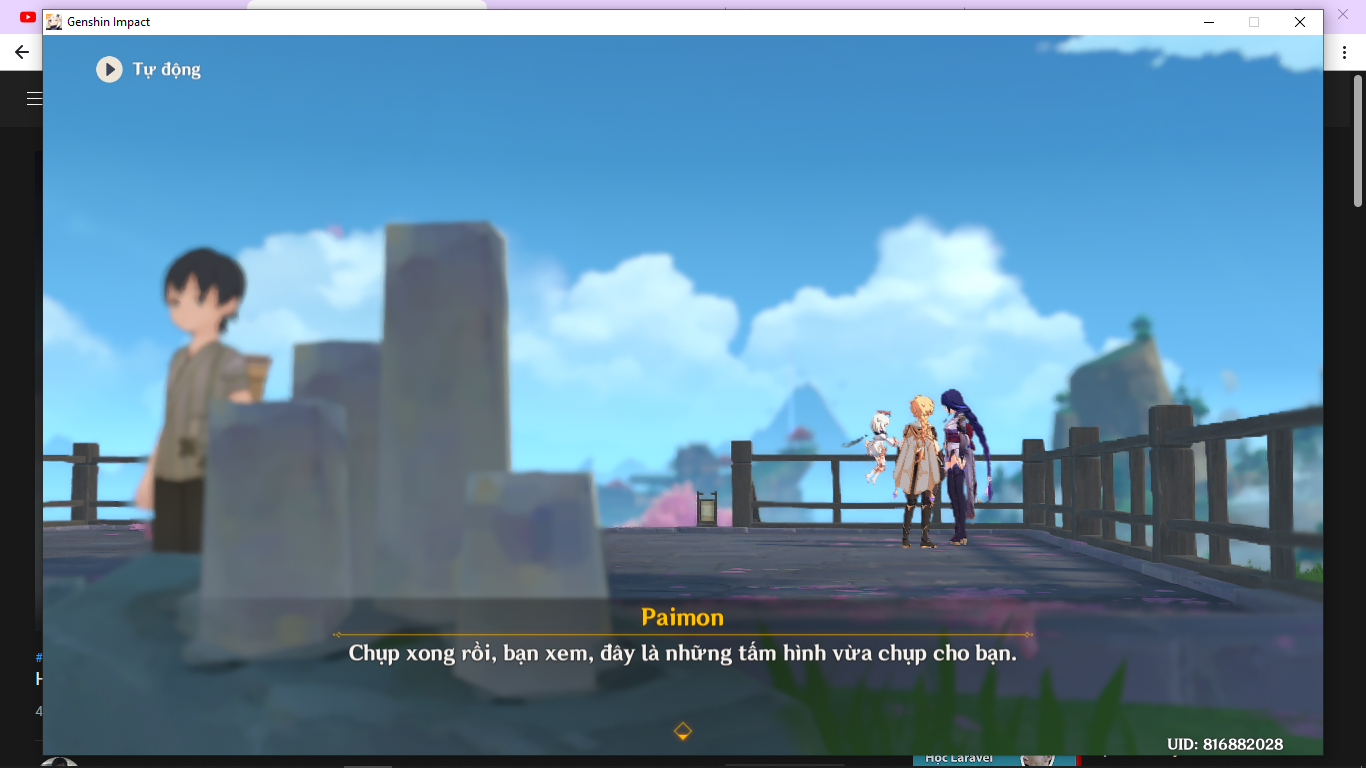 Genshin Impact
Tự động
#
H
4
Paimon
Chụp xong rồi, bạn xem, đây là những tấm hình vừa chụp cho bạn.
UID: 816882028
Học Laravel